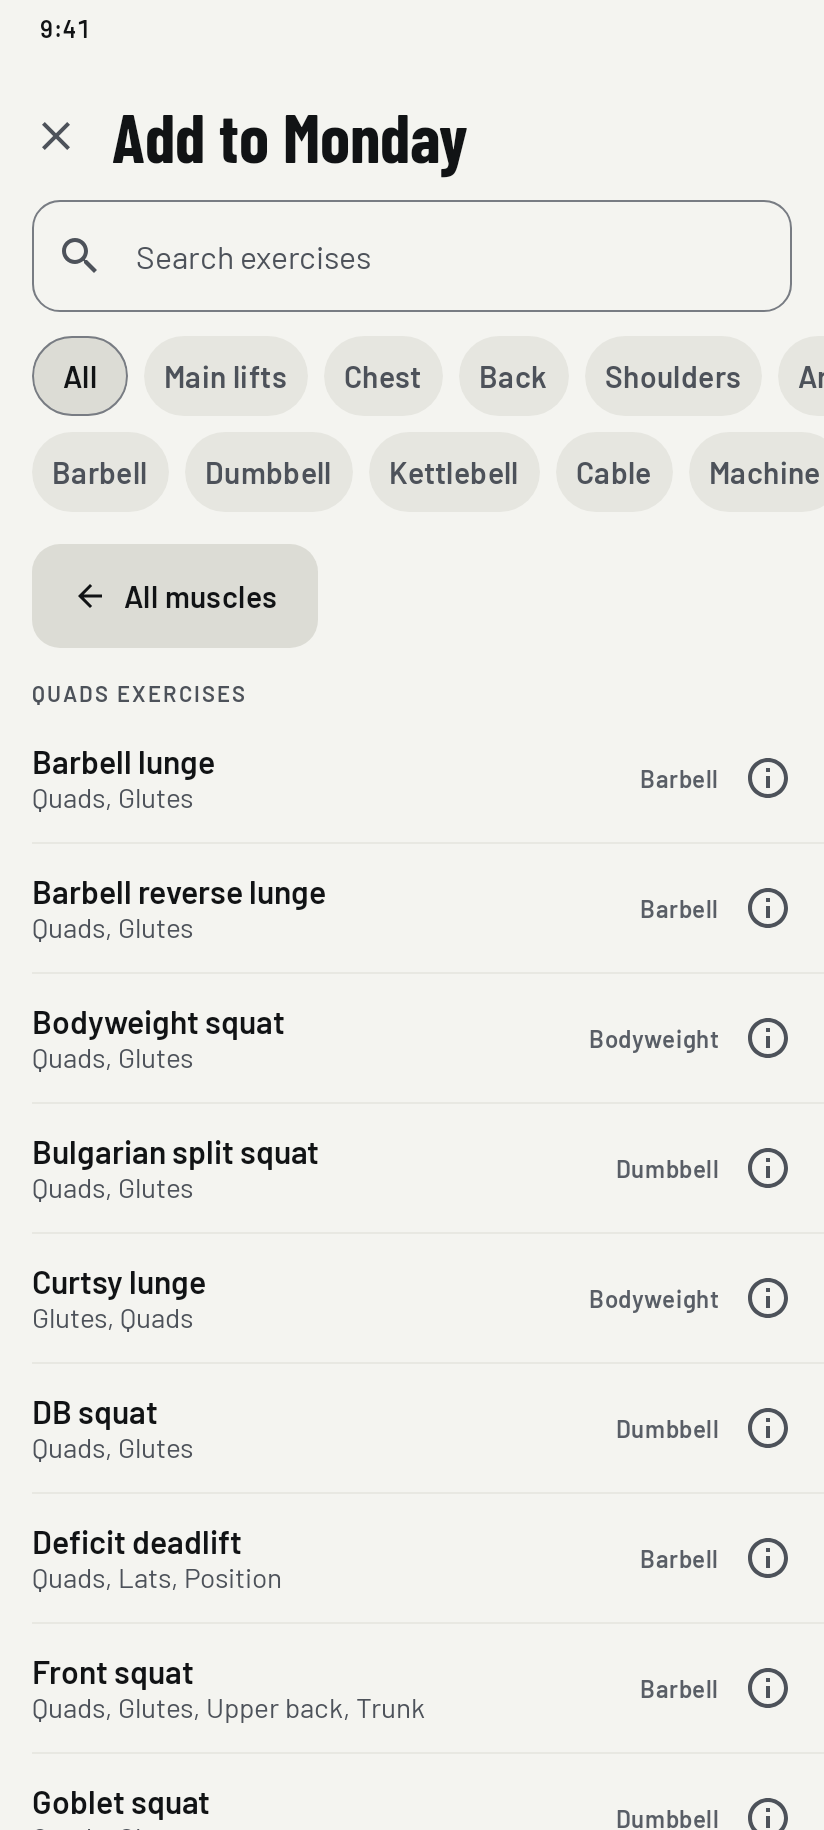 9:41
Add to Monday
Search exercises
All Main lifts Chest Back Shoulders
Barbell Dumbbell Kettlebell Cable Machine
All muscles
QUADS EXERCISES
Barbell lunge
Quads, Glutes
Barbell
Barbell reverse lunge
Quads, Glutes
Barbell
Bodyweight squat
Quads, Glutes
Bodyweight
Bulgarian split squat
Quads, Glutes
Dumbbell
Curtsy lunge
Glutes, Quads
Bodyweight
DB squat
Quads, Glutes
Dumbbell
Deficit deadlift
Quads, Lats, Position
Barbell
Front squat
Quads, Glutes, Upper back, Trunk
Barbell
Goblet squat
Dumbbell